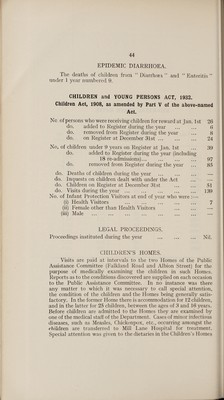 44
EPIDEMIC DIARRHOEA.
The deaths of children from " Diarrhœa " and " Enteritis "
under 1 year numbered 9.
CHILDREN and YOUNG PERSONS ACT, 1932.
Children Act, 1908, as amended by Part V of the above-named
Act.
No of persons who were receiving children for reward at Jan. 1st 26
do. added to Register during the year ... ... 6
do. removed from Register during the year ... 8
do. on Register at December 31st ... ... ... 24
No. of children under 9 years on Register at Jan. 1st 39
do. added to Register during the year (including
18 re-admissions)... ... ... ... 97
do. removed from Register during the year ... 85
do. Deaths of children during the year ... ... —
do. Inquests on children dealt with under the Act —
do. Children on Register at December 31st ... 51
do. Visits during the year ... ... ... ... 139
No. of Infant Protection Visitors at end of year who were :—
(i) Health Visitors ... ... ... ... 7
(ii) Female other than Health Visitors ... —
(iii) Male ... ... ... ... ... —
LEGAL PROCEEDINGS.
Proceedings instituted during the year ... ... ... Nil.
CHILDREN'S HOMES.
Visits are paid at intervals to the two Homes of the Public
Assistance Committee (Falkland Road and Albion Street) for the
purpose of medically examining the children in such Homes.
Reports as to the conditions discovered are supplied on each occasion
to the Public Assistance Committee. In no instance was there
any matter to which it was necessary to call special attention,
the condition of the children and the Homes being generally satis-
factory. In the former Home there is accommodation for 12 children,
and in the latter for 25 children, between the ages of 3 and 16 years.
Before children are admitted to the Homes they are examined by
one of the medical staff of the Department. Cases of minor infectious
diseases, such as Measles, Chickenpox, etc., occurring amongst the
children are transferred to Mill Lane Hospital for treatment.
Special attention was given to the dietaries in the Children's Homes